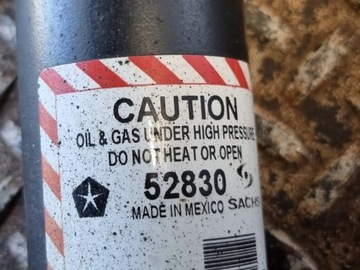 CAUTION
OIL & GAS UNDER HIGH PRESSURE
DO NOT HEAT OR OPEN
52830
MADE IN MEXICO SACHS